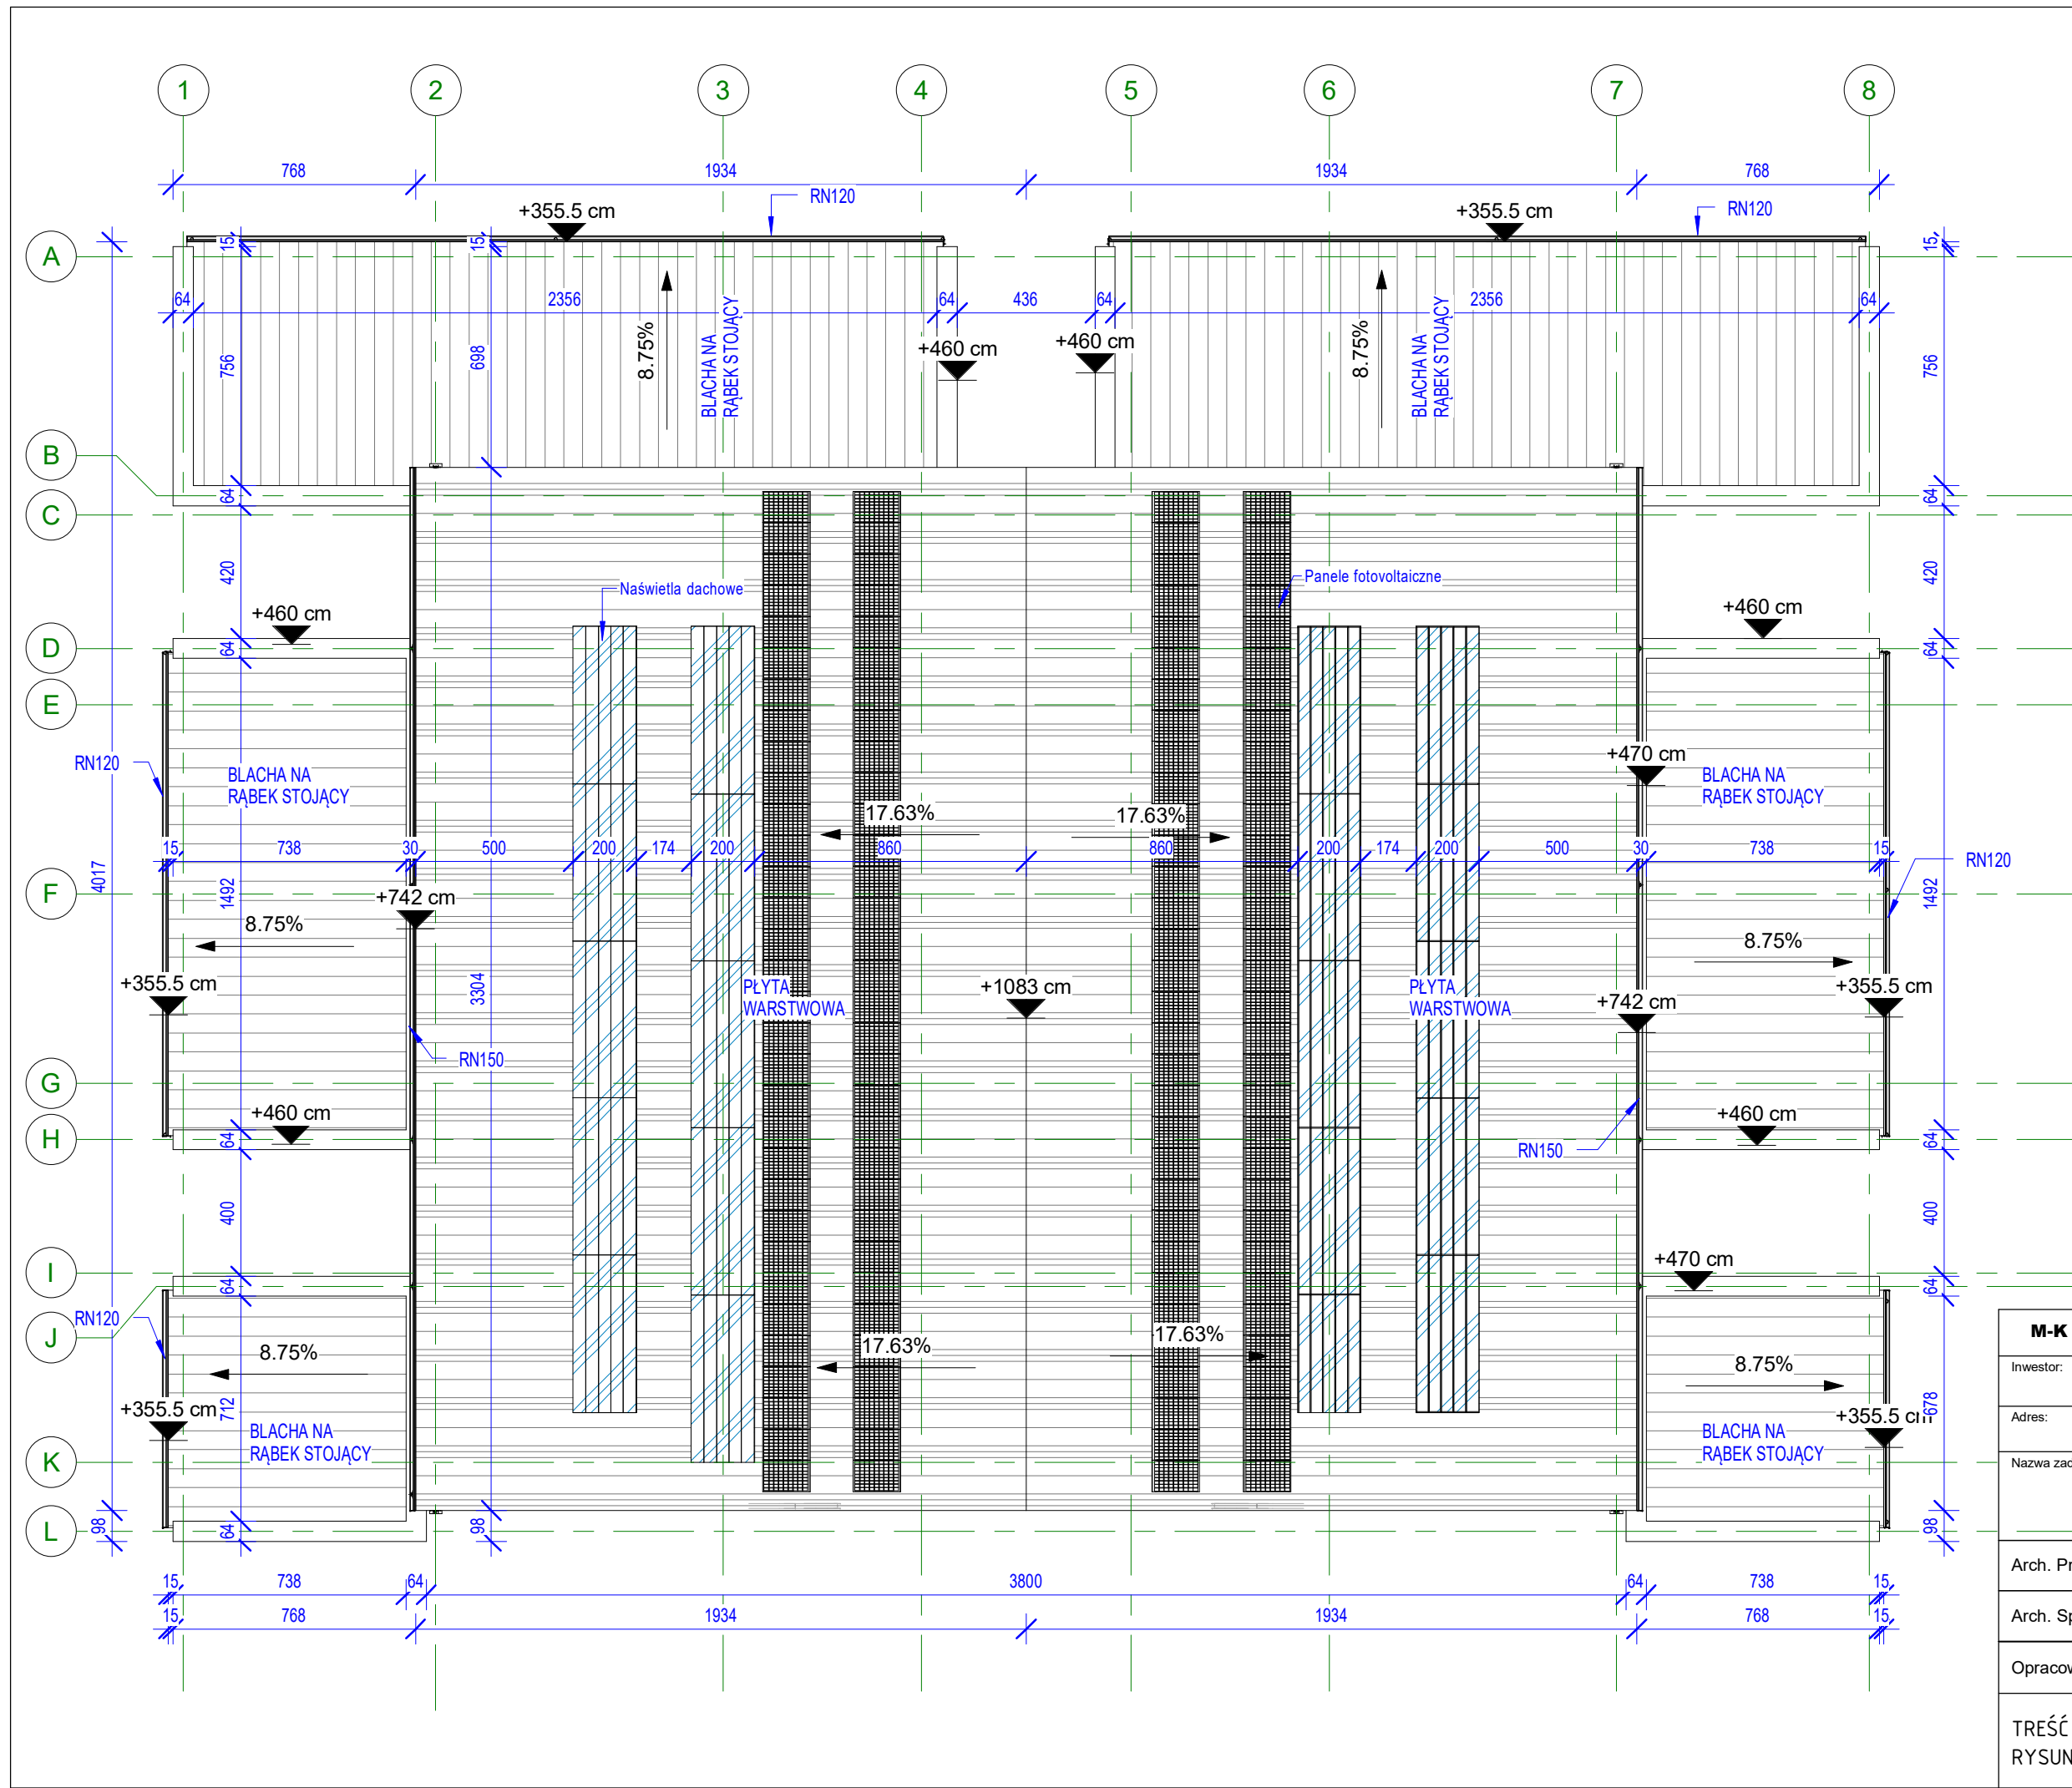 1 2 3 4 5 6 7 8
768 1934 1934 768
RN120
RN120
+355.5 cm
+355.5 cm
A
15 15 15
64 2356 64 436 64 2356 64
+460 cm
+460 cm
756 698 756
8.75%
8.75%
BLACHA NA
RĄBEK STOJĄCY
BLACHA NA
RĄBEK STOJĄCY
B
64 64
C
420 420
Naświetla dachowe
Panele fotowoltaiczne
+460 cm
+460 cm
D
64 64
E
RN120
BLACHA NA
RĄBEK STOJĄCY
+470 cm
BLACHA NA
RĄBEK STOJĄCY
17.63%
17.63%
15 738 30 500 200 174 200 860 860 200 174 200 500 30 738 15
RN120
4017
F
1492 1492
+742 cm
8.75%
8.75%
+355.5 cm
3304
PŁYTA
WARSTWOWA
+1083 cm
PŁYTA
WARSTWOWA
+742 cm
+355.5 cm
RN150
G
+460 cm
+460 cm
H
64 64
RN150
400 400
I
+470 cm
64 64
RN120
J
17.63%
17.63%
8.75%
8.75%
+355.5 cm
712
+355.5 cm
678
BLACHA NA
RĄBEK STOJĄCY
BLACHA NA
RĄBEK STOJĄCY
K
L
98 64 98 98
15 738 64 3800 64 738 15
15 768 1934 1934 768 15
M-K
Inwestor:
Adres:
Nazwa zad
Arch. Pr
Arch. Sp
Opracow
TREŚĆ
RYSUN